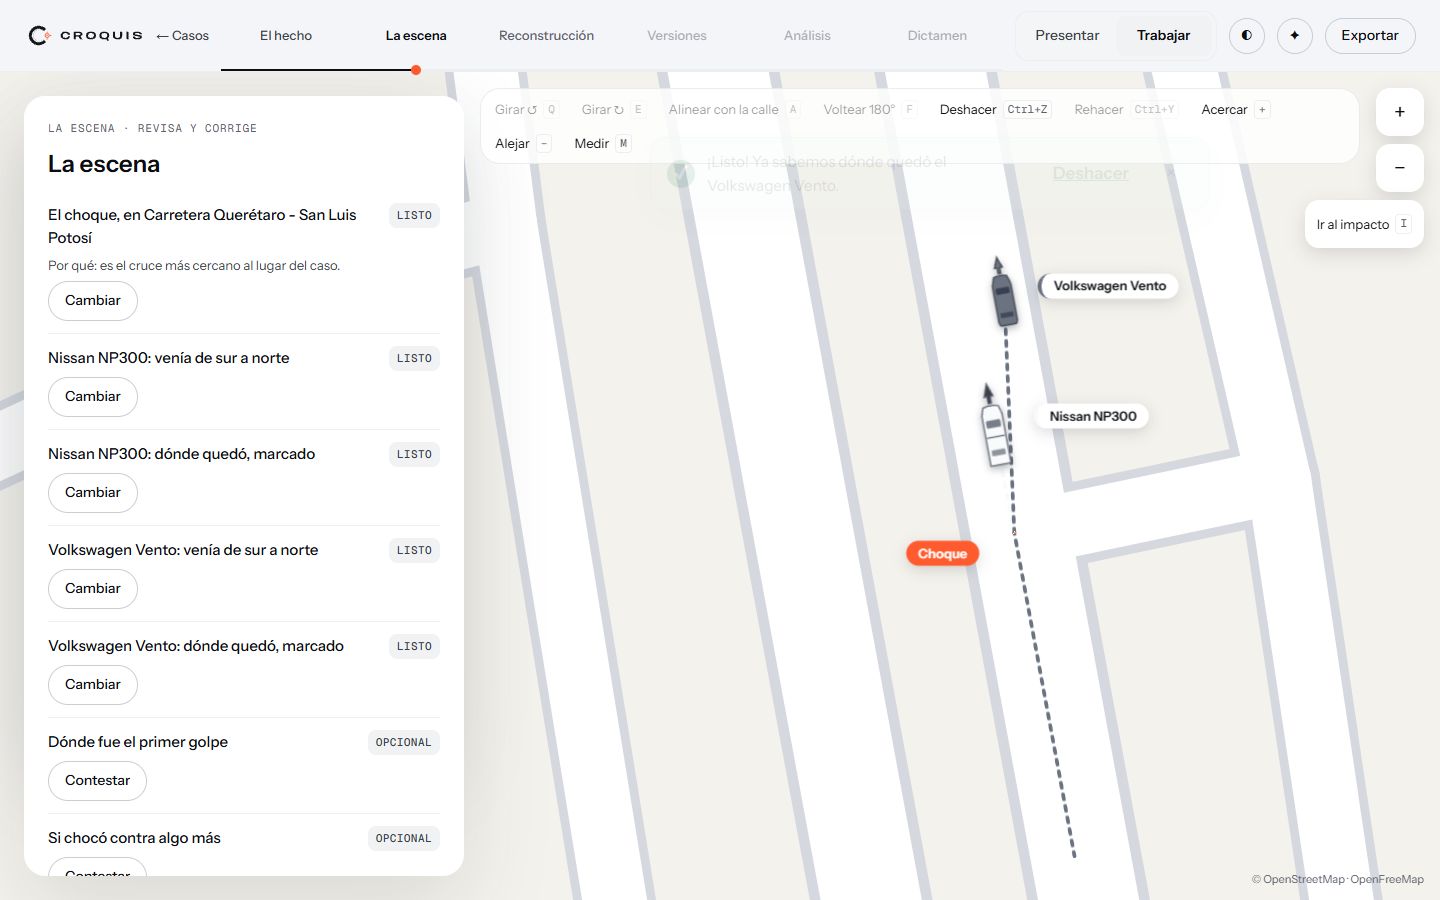 CROQUIS
← Casos
El hecho
La escena
Reconstrucción
Versiones
Análisis
Dictamen
Presentar
Trabajar
Exportar
LA ESCENA · REVISA Y CORRIGE
La escena
El choque, en Carretera Querétaro - San Luis
Potosí
LISTO
Por qué: es el cruce más cercano al lugar del caso.
Cambiar
Nissan NP300: venía de sur a norte
LISTO
Cambiar
Nissan NP300: dónde quedó, marcado
LISTO
Cambiar
Volkswagen Vento: venía de sur a norte
LISTO
Cambiar
Volkswagen Vento: dónde quedó, marcado
LISTO
Cambiar
Dónde fue el primer golpe
OPCIONAL
Contestar
Si chocó contra algo más
OPCIONAL
Contestar
Girar ↺ Q
Girar ↻ E
Alinear con la calle A
Voltear 180° F
Deshacer Ctrl+Z
Rehacer Ctrl+Y
Acercar +
Alejar −
Medir M
¡Listo! Ya sabemos dónde quedó el
Volkswagen Vento.
Deshacer
×
+
−
Ir al impacto I
Volkswagen Vento
Nissan NP300
Choque
© OpenStreetMap · OpenFreeMap